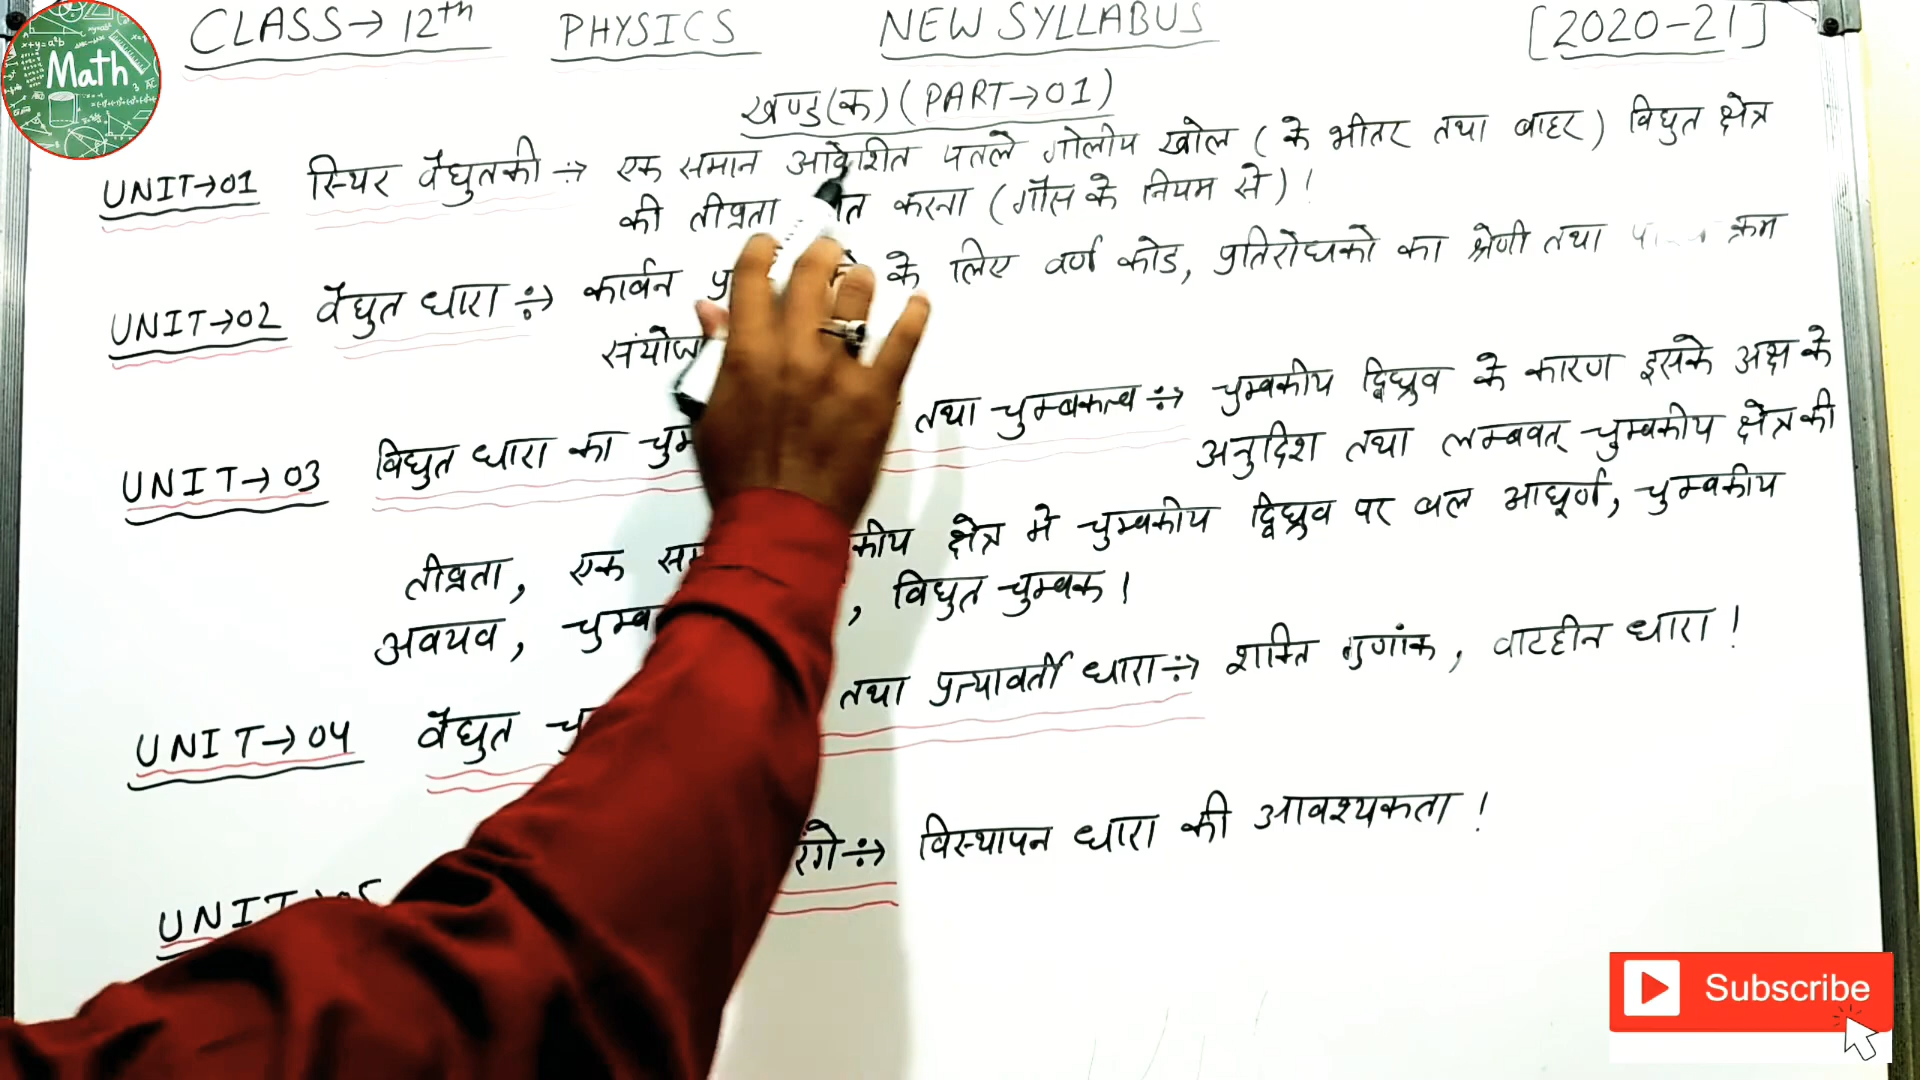 CLASS→12th PHYSICS NEW SYLLABUS [2020-21]
Math
खण्ड(क) (PART→01)
UNIT→01 स्थिर वैद्युतकी ÷→ एक समान आवेशित पतले गोलीय खोल (के भीतर तथा बाहर) विद्युत क्षेत्र
की तीव्रता करना (गौस के नियम से)!
UNIT→02 वैद्युत धारा ÷→ कार्बन के लिए वर्ण कोड, प्रतिरोधको का श्रेणी तथा क्रम
UNIT→03 विद्युत धारा का तथा चुम्बकत्व ÷→ चुम्बकीय द्विध्रुव के कारण इसके अक्ष के
अनुदिश तथा लम्बवत् चुम्बकीय क्षेत्र की
तीव्रता, एक क्षेत्र मे चुम्बकीय द्विध्रुव पर बल आघूर्ण, चुम्बकीय
अवयव, , विद्युत चुम्बक।
UNIT→04 वैद्युत तथा प्रत्यावर्ती धारा ÷→ शक्ति गुणांक, वाटहीन धारा!
UNIT ÷→ विस्थापन धारा की आवश्यकता!
Subscribe